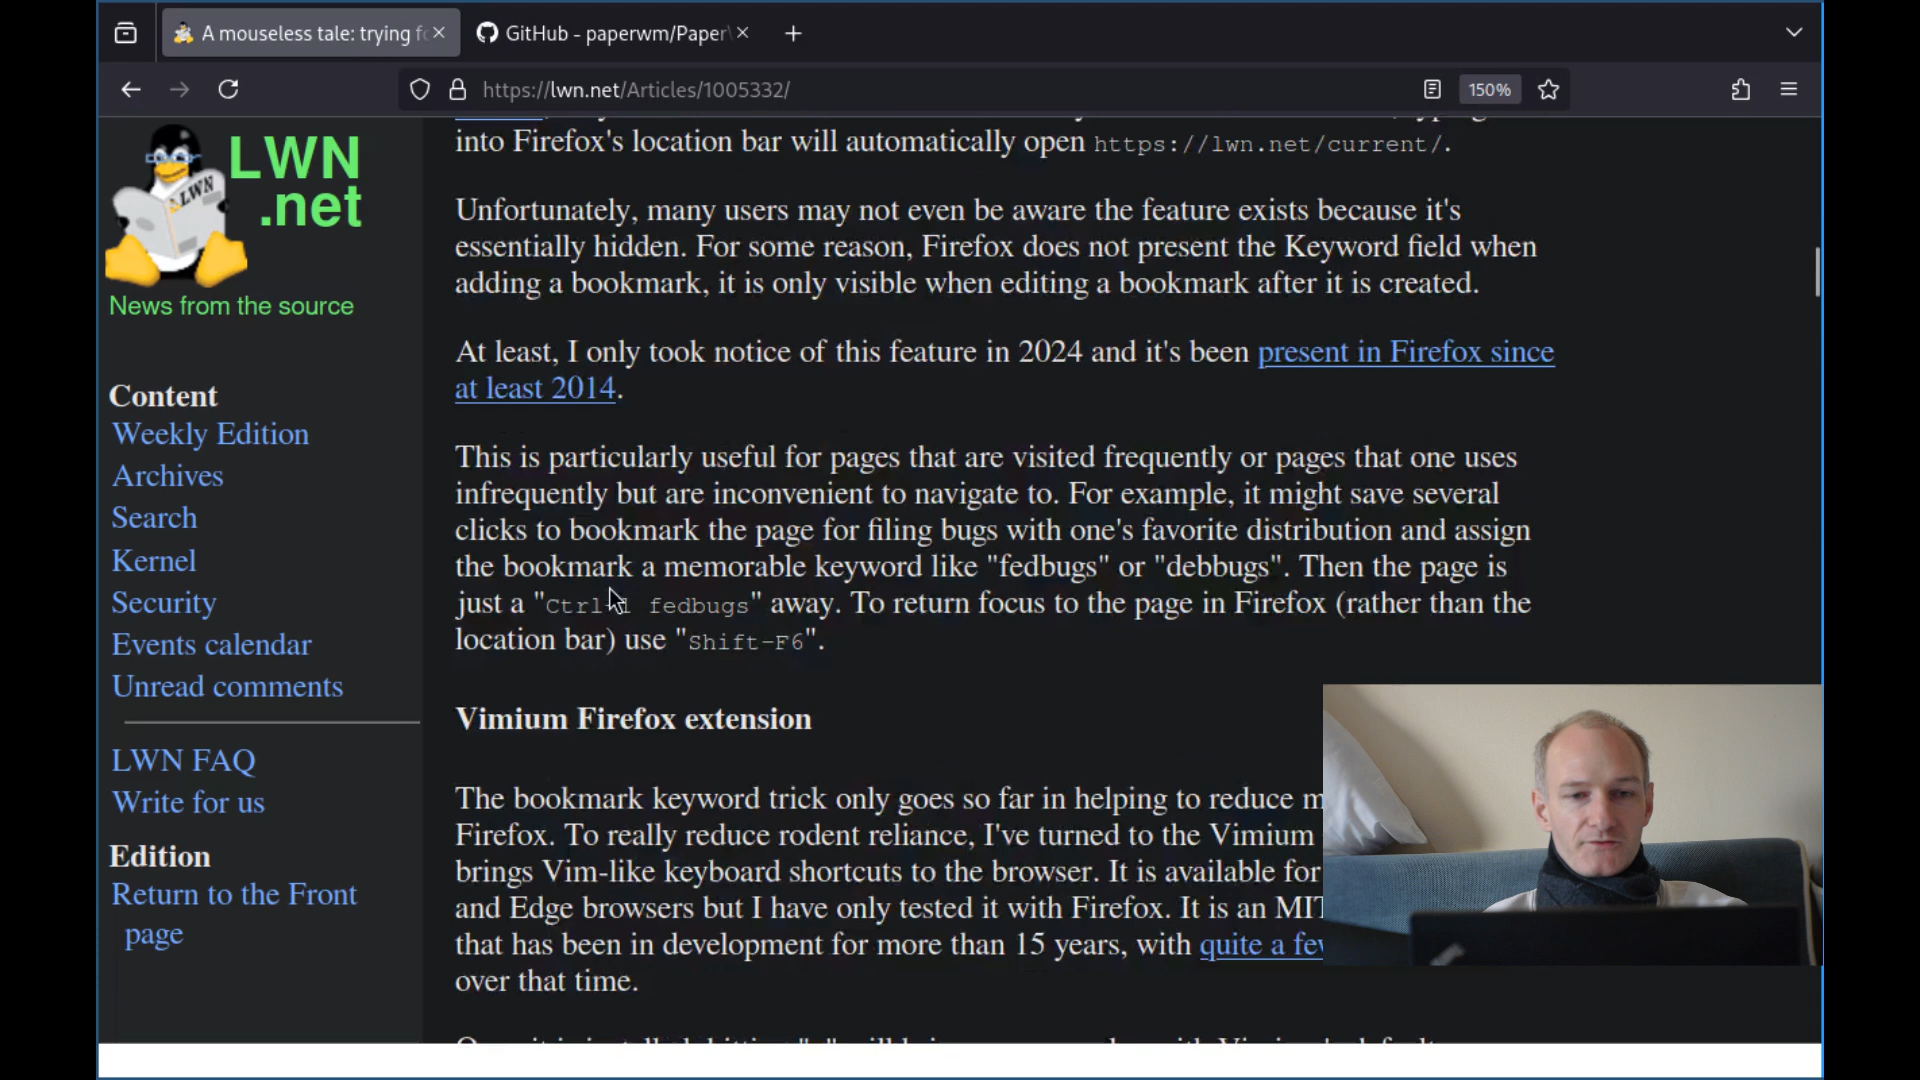 A mouseless tale: trying fo
GitHub - paperwm/Paper
https://lwn.net/Articles/1005332/
150%
LWN
.net
LWN
News from the source
Content
Weekly Edition
Archives
Search
Kernel
Security
Events calendar
Unread comments
LWN FAQ
Write for us
Edition
Return to the Front
page
into Firefox's location bar will automatically open https://lwn.net/current/.
Unfortunately, many users may not even be aware the feature exists because it's
essentially hidden. For some reason, Firefox does not present the Keyword field when
adding a bookmark, it is only visible when editing a bookmark after it is created.
At least, I only took notice of this feature in 2024 and it's been present in Firefox since
at least 2014.
This is particularly useful for pages that are visited frequently or pages that one uses
infrequently but are inconvenient to navigate to. For example, it might save several
clicks to bookmark the page for filing bugs with one's favorite distribution and assign
the bookmark a memorable keyword like "fedbugs" or "debbugs". Then the page is
just a "Ctrl-l fedbugs" away. To return focus to the page in Firefox (rather than the
location bar) use "Shift-F6".
Vimium Firefox extension
The bookmark keyword trick only goes so far in helping to reduce m
Firefox. To really reduce rodent reliance, I've turned to the Vimium
brings Vim-like keyboard shortcuts to the browser. It is available for
and Edge browsers but I have only tested it with Firefox. It is an MIT
that has been in development for more than 15 years, with quite a few
over that time.